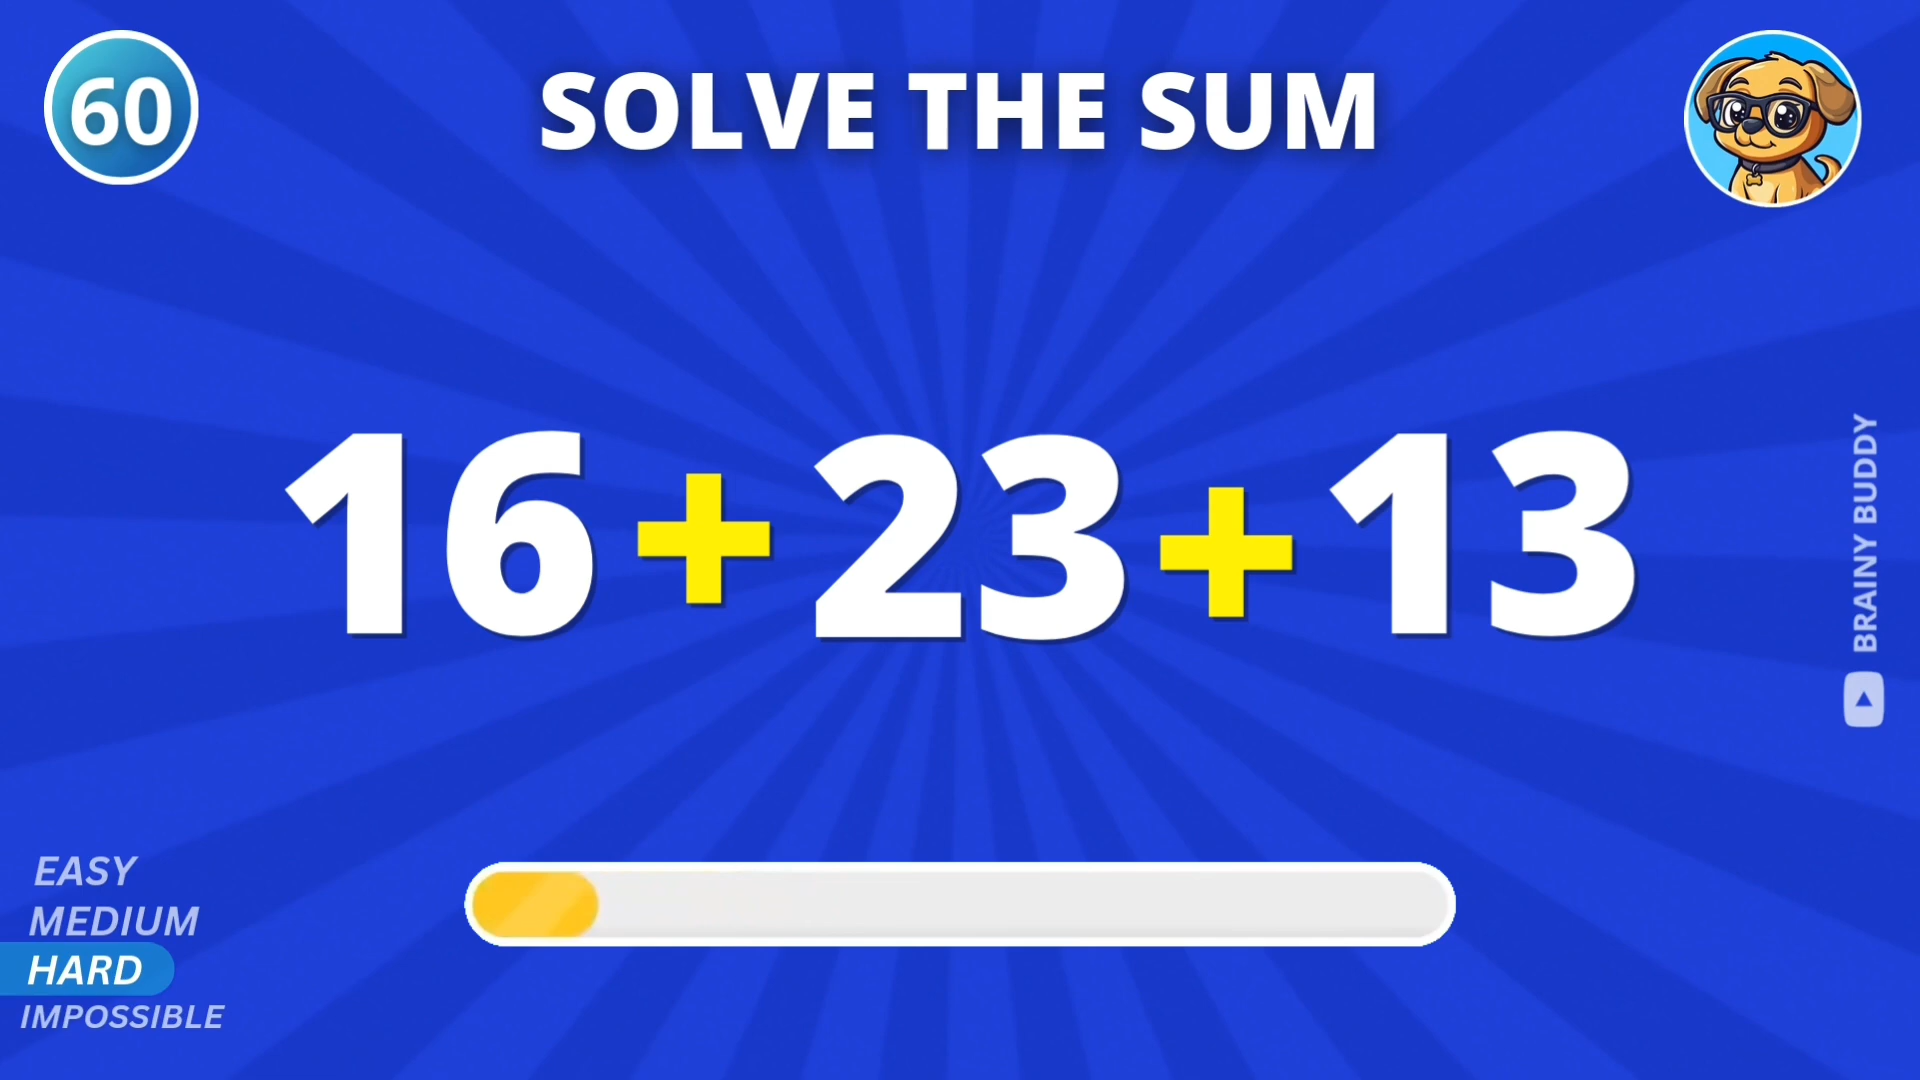 60
SOLVE THE SUM
16+23+13
BRAINY BUDDY
EASY
MEDIUM
HARD
IMPOSSIBLE